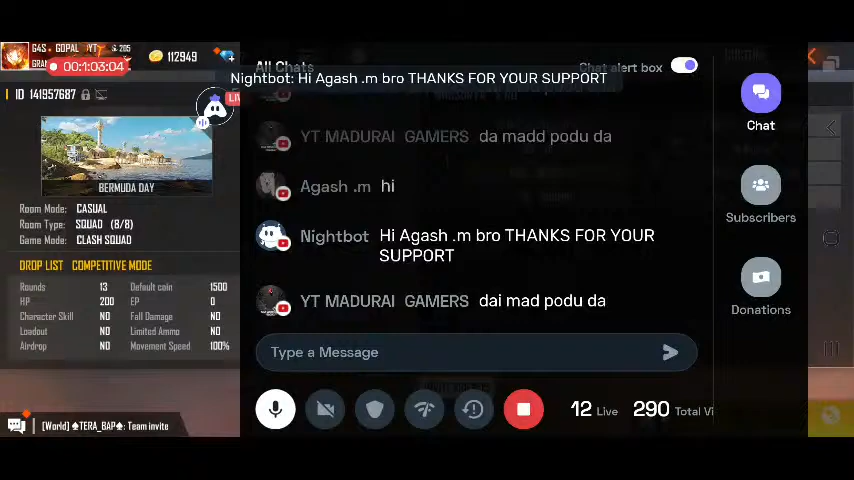 G4S GOPAL YT 205
112949
GRAN
00:1:03:04
All Chats
Chat alert box
Nightbot: Hi Agash .m bro THANKS FOR YOUR SUPPORT
ID 141957687
LIV
Chat
YT MADURAI GAMERS da madd podu da
BERMUDA DAY
Agash .m hi
Room Mode: CASUAL
Room Type: SQUAD (8/8)
Game Mode: CLASH SQUAD
Subscribers
Nightbot Hi Agash .m bro THANKS FOR YOUR
SUPPORT
DROP LIST COMPETITIVE MODE
Rounds 13 Default coin 1500
HP 200 EP 0
Character Skill NO Fall Damage NO
Loadout NO Limited Ammo NO
Airdrop NO Movement Speed 100%
YT MADURAI GAMERS dai mad podu da
Donations
Type a Message
12 Live 290 Total Vi
[World] ♠TERA_BAP♠: Team invite